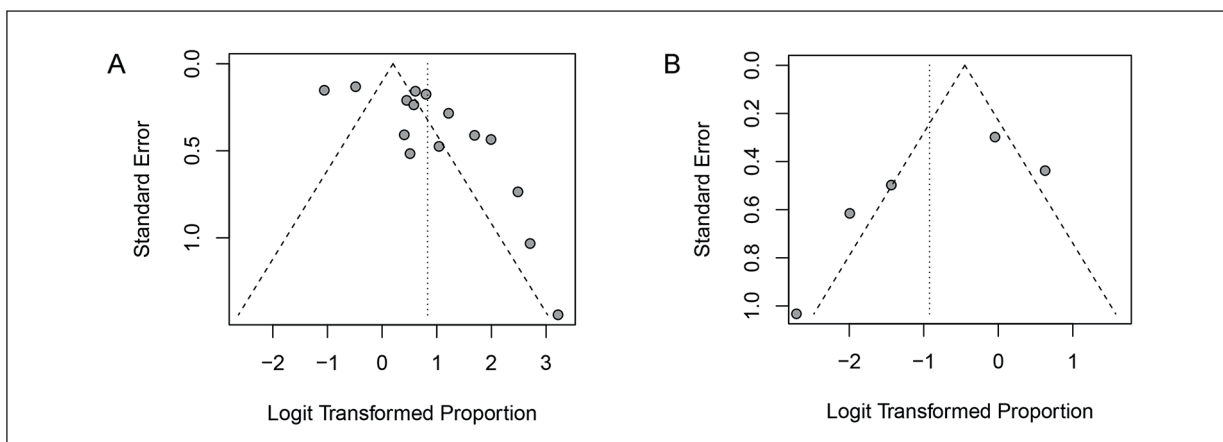 A
Standard Error
0.0
0.5
1.0
−2 −1 0 1 2 3
Logit Transformed Proportion
B
Standard Error
0.0
0.2
0.4
0.6
0.8
1.0
−2 −1 0 1
Logit Transformed Proportion